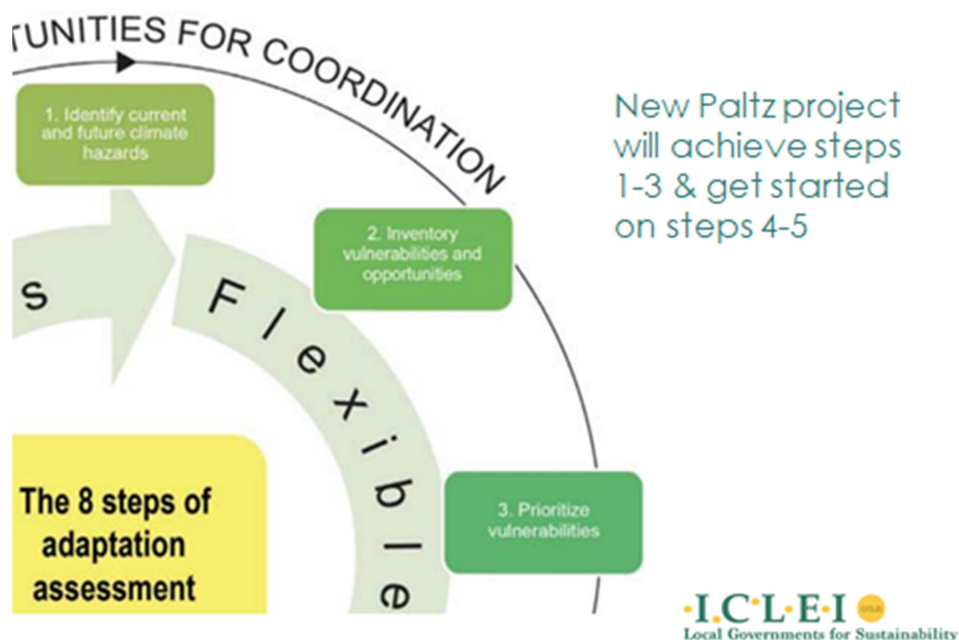 TUNITIES FOR COORDINATION
1. Identify current
and future climate
hazards
New Paltz project
will achieve steps
1-3 & get started
on steps 4-5
2. Inventory
vulnerabilities and
opportunities
s
Flexible
3. Prioritize
vulnerabilities
The 8 steps of
adaptation
assessment
I.C.L.E.I
USA
Local Governments for Sustainability